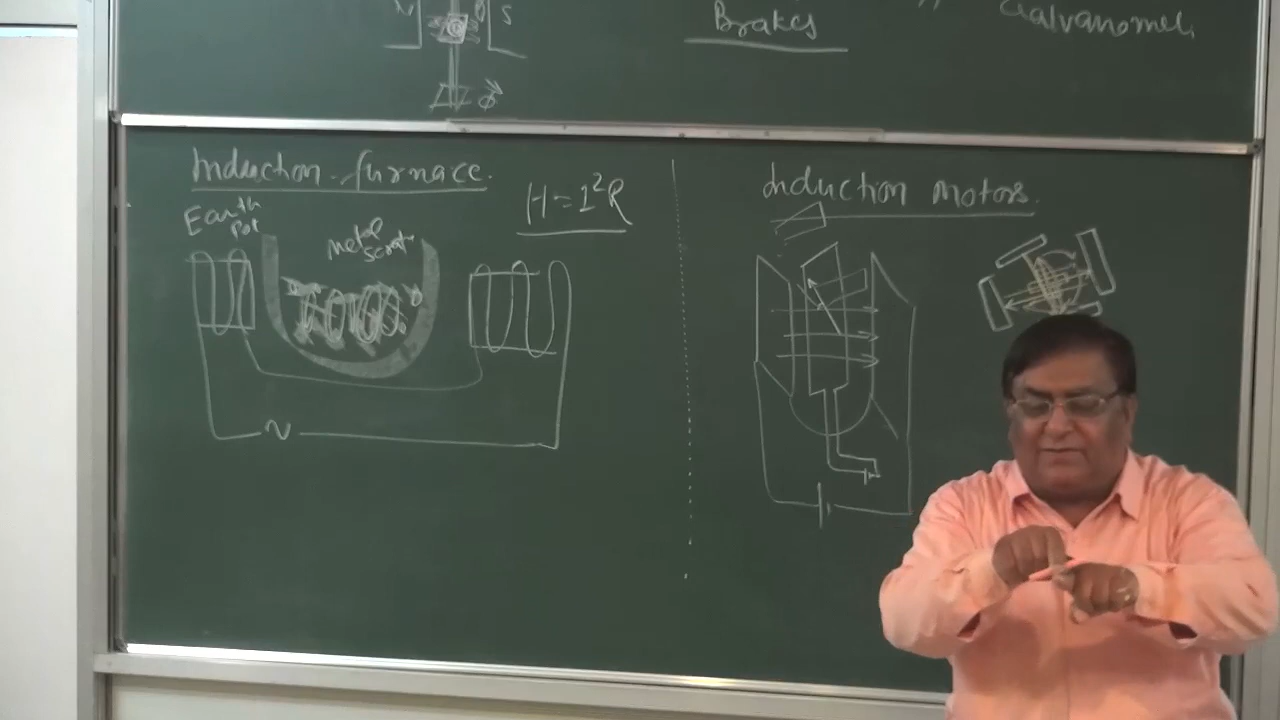 N
S
Brakes
Galvanomet
φ
Induction furnace.
H = I²R
Earth
Pot
metal
scrap
Induction Motors.